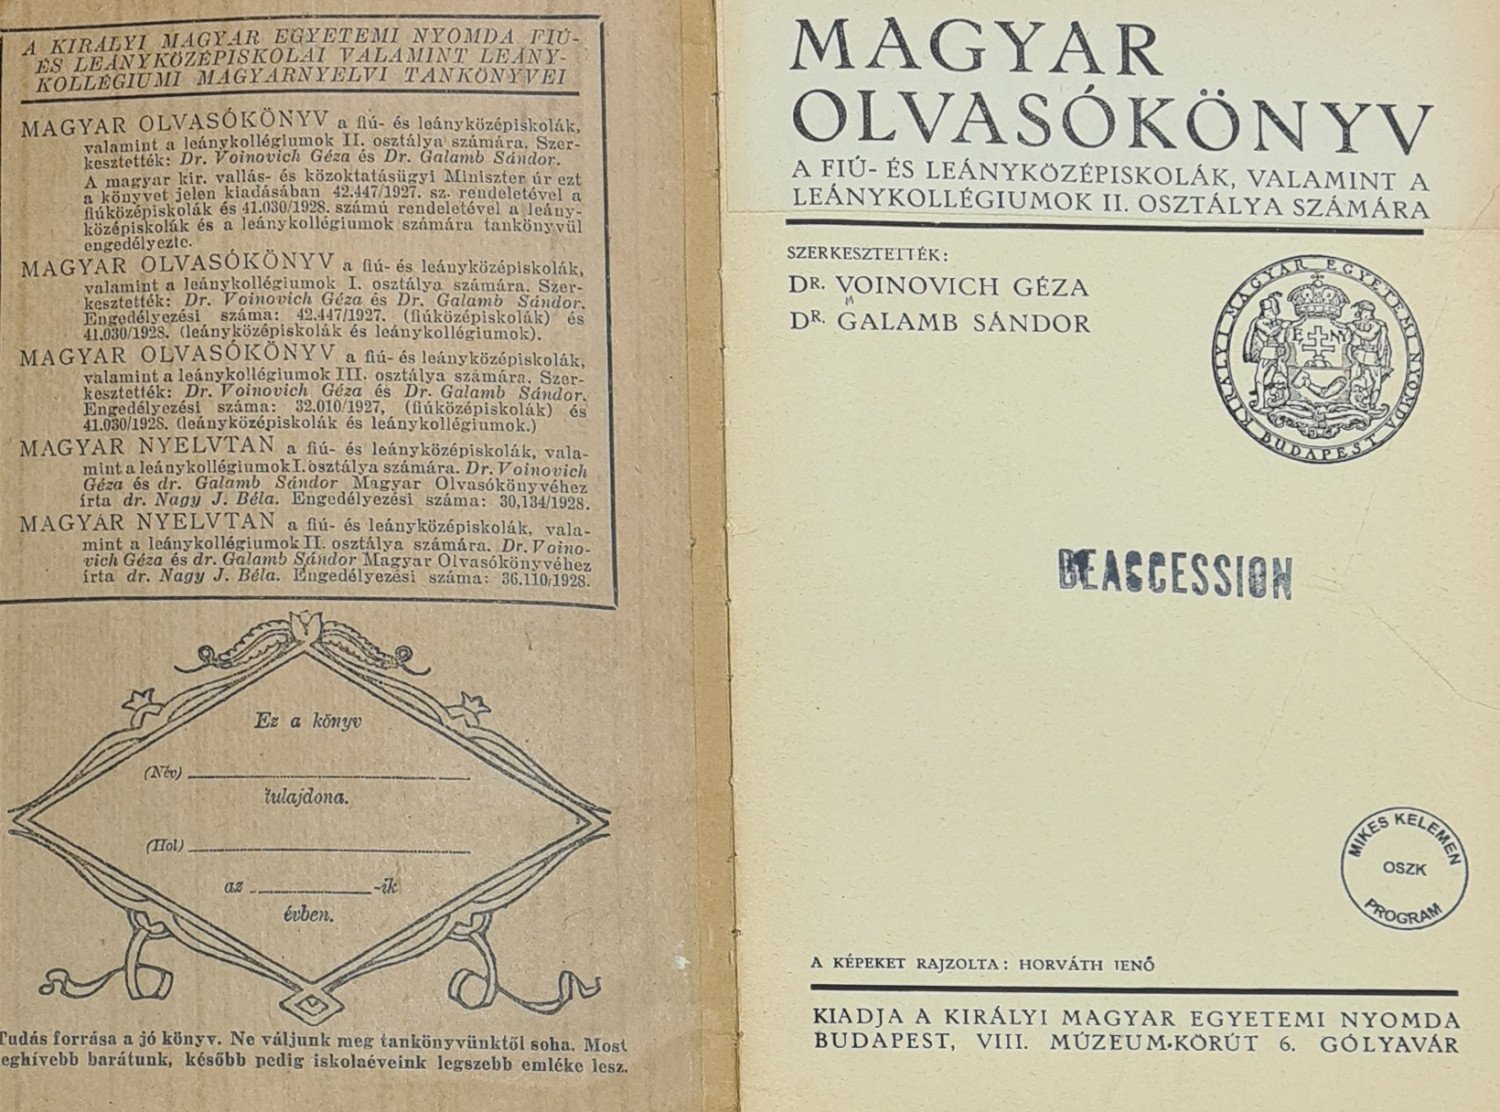 A KIRÁLYI MAGYAR EGYETEMI NYOMDA FIÚ-
ÉS LEÁNYKÖZÉPISKOLAI VALAMINT LEÁNY-
KOLLÉGIUMI MAGYARNYELVI TANKÖNYVEI
MAGYAR OLVASÓKÖNYV a fiú- és leányközépiskolák,
valamint a leánykollégiumok II. osztálya számára. Szer-
kesztették: Dr. Voinovich Géza és Dr. Galamb Sándor.
A magyar kir. vallás- és közoktatásügyi Miniszter úr ezt
a könyvet jelen kiadásában 42.447/1927. sz. rendeletével a
fiúközépiskolák és 41.030/1928. számú rendeletével a leány-
középiskolák és a leánykollégiumok számára tankönyvül
engedélyezte.
MAGYAR OLVASÓKÖNYV a fiú- és leányközépiskolák,
valamint a leánykollégiumok I. osztálya számára. Szer-
kesztették: Dr. Voinovich Géza és Dr. Galamb Sándor.
Engedélyezési száma: 42.447/1927. (fiúközépiskolák) és
41.030/1928. (leányközépiskolák és leánykollégiumok).
MAGYAR OLVASÓKÖNYV a fiú- és leányközépiskolák,
valamint a leánykollégiumok III. osztálya számára. Szer-
kesztették: Dr. Voinovich Géza és Dr. Galamb Sándor.
Engedélyezési száma: 32.010/1927, (fiúközépiskolák) és
41.030/1928. (leányközépiskolák és leánykollégiumok.)
MAGYAR NYELVTAN a fiú- és leányközépiskolák, vala-
mint a leánykollégiumok I. osztálya számára. Dr. Voinovich
Géza és dr. Galamb Sándor Magyar Olvasókönyvéhez
írta dr. Nagy J. Béla. Engedélyezési száma: 30,134/1928.
MAGYAR NYELVTAN a fiú- és leányközépiskolák, vala-
mint a leánykollégiumok II. osztálya számára. Dr. Voino-
vich Géza és dr. Galamb Sándor Magyar Olvasókönyvéhez
írta dr. Nagy J. Béla. Engedélyezési száma: 36.110/1928.
Ez a könyv
(Név)
tulajdona.
(Hol)
az -ik
évben.
Tudás forrása a jó könyv. Ne váljunk meg tankönyvünktől soha. Most
eghívebb barátunk, később pedig iskolaéveink legszebb emléke lesz.
MAGYAR
OLVASÓKÖNYV
A FIÚ- ÉS LEÁNYKÖZÉPISKOLÁK, VALAMINT A
LEÁNYKOLLÉGIUMOK II. OSZTÁLYA SZÁMÁRA
SZERKESZTETTÉK:
DR. VOINOVICH GÉZA
DR. GALAMB SÁNDOR
KIRÁLYI MAGYAR EGYETEMI NYOMDA
BUDAPEST
E NY
DEACCESSION
MIKES KELEMEN
OSZK
PROGRAM
A KÉPEKET RAJZOLTA: HORVÁTH JENŐ
KIADJA A KIRÁLYI MAGYAR EGYETEMI NYOMDA
BUDAPEST, VIII. MÚZEUM-KÖRÚT 6. GÓLYAVÁR